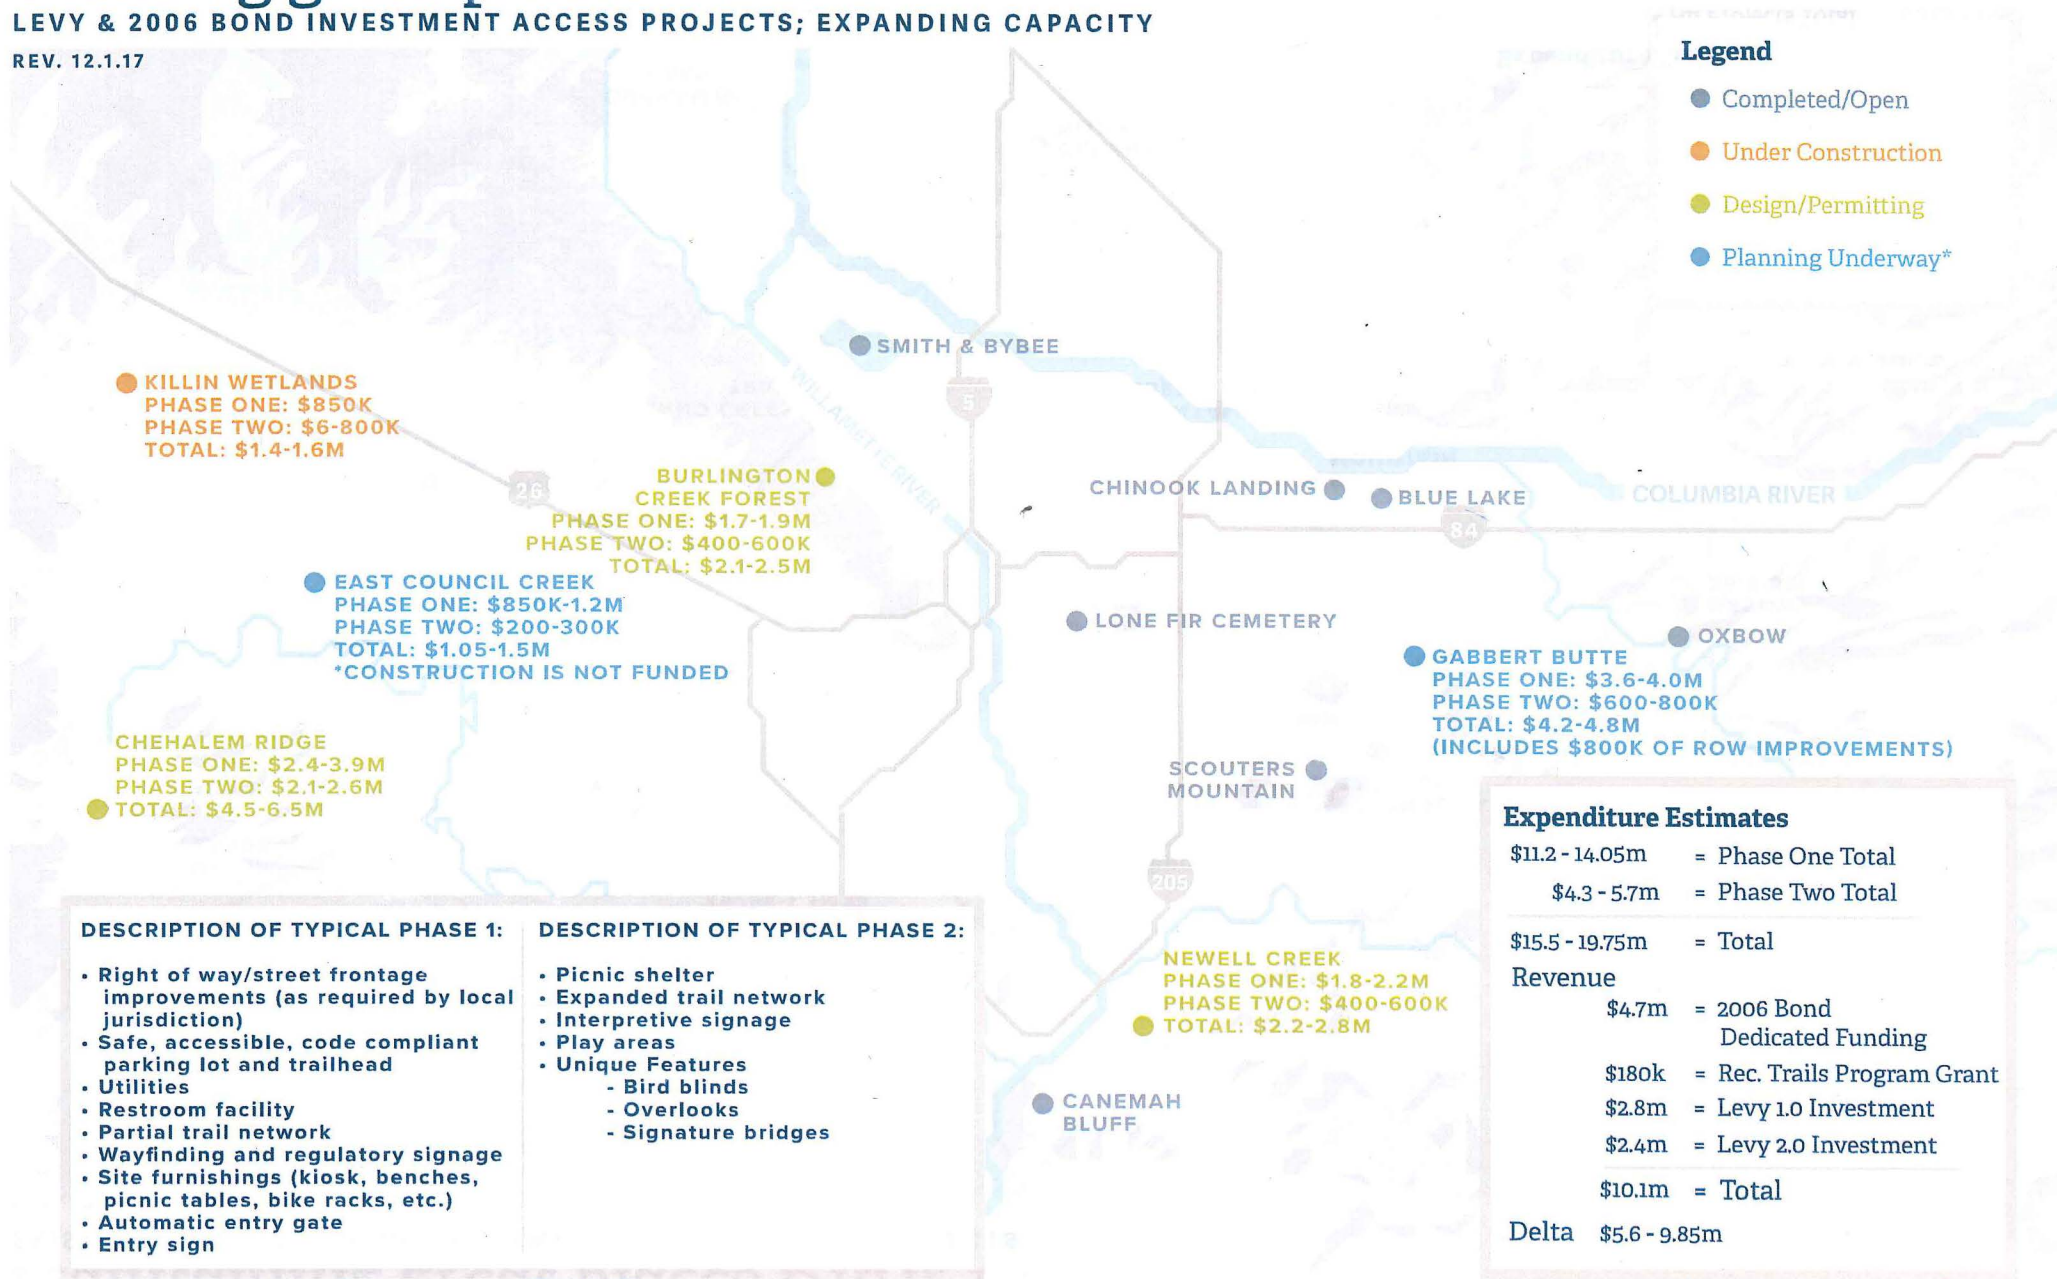 LEVY & 2006 BOND INVESTMENT ACCESS PROJECTS; EXPANDING CAPACITY
REV. 12.1.17
Legend
Completed/Open
Under Construction
Design/Permitting
Planning Underway*
SMITH & BYBEE
KILLIN WETLANDS
PHASE ONE: $850K
PHASE TWO: $6-800K
TOTAL: $1.4-1.6M
5
WILLAMETTE RIVER
26
BURLINGTON
CREEK FOREST
PHASE ONE: $1.7-1.9M
PHASE TWO: $400-600K
TOTAL: $2.1-2.5M
CHINOOK LANDING
BLUE LAKE
COLUMBIA RIVER
84
EAST COUNCIL CREEK
PHASE ONE: $850K-1.2M
PHASE TWO: $200-300K
TOTAL: $1.05-1.5M
*CONSTRUCTION IS NOT FUNDED
LONE FIR CEMETERY
OXBOW
GABBERT BUTTE
PHASE ONE: $3.6-4.0M
PHASE TWO: $600-800K
TOTAL: $4.2-4.8M
(INCLUDES $800K OF ROW IMPROVEMENTS)
CHEHALEM RIDGE
PHASE ONE: $2.4-3.9M
PHASE TWO: $2.1-2.6M
TOTAL: $4.5-6.5M
SCOUTERS
MOUNTAIN
205
NEWELL CREEK
PHASE ONE: $1.8-2.2M
PHASE TWO: $400-600K
TOTAL: $2.2-2.8M
CANEMAH
BLUFF
DESCRIPTION OF TYPICAL PHASE 1:
• Right of way/street frontage
improvements (as required by local
jurisdiction)
• Safe, accessible, code compliant
parking lot and trailhead
• Utilities
• Restroom facility
• Partial trail network
• Wayfinding and regulatory signage
• Site furnishings (kiosk, benches,
picnic tables, bike racks, etc.)
• Automatic entry gate
• Entry sign
DESCRIPTION OF TYPICAL PHASE 2:
• Picnic shelter
• Expanded trail network
• Interpretive signage
• Play areas
• Unique Features
- Bird blinds
- Overlooks
- Signature bridges
Expenditure Estimates
$11.2 - 14.05m = Phase One Total
$4.3 - 5.7m = Phase Two Total
$15.5 - 19.75m = Total
Revenue
$4.7m = 2006 Bond
Dedicated Funding
$180k = Rec. Trails Program Grant
$2.8m = Levy 1.0 Investment
$2.4m = Levy 2.0 Investment
$10.1m = Total
Delta $5.6 - 9.85m